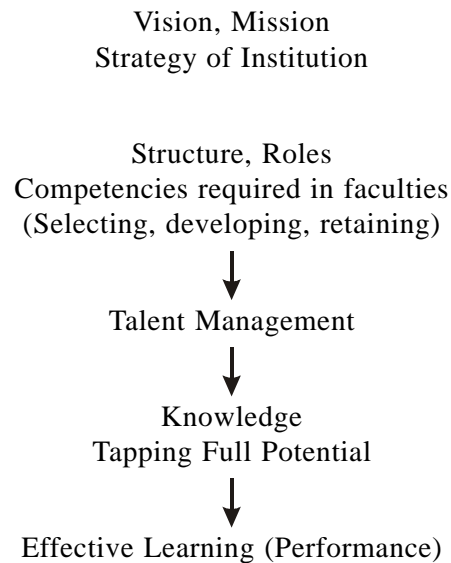 Vision, Mission
Strategy of Institution
Structure, Roles
Competencies required in faculties
(Selecting, developing, retaining)
Talent Management
Knowledge
Tapping Full Potential
Effective Learning (Performance)